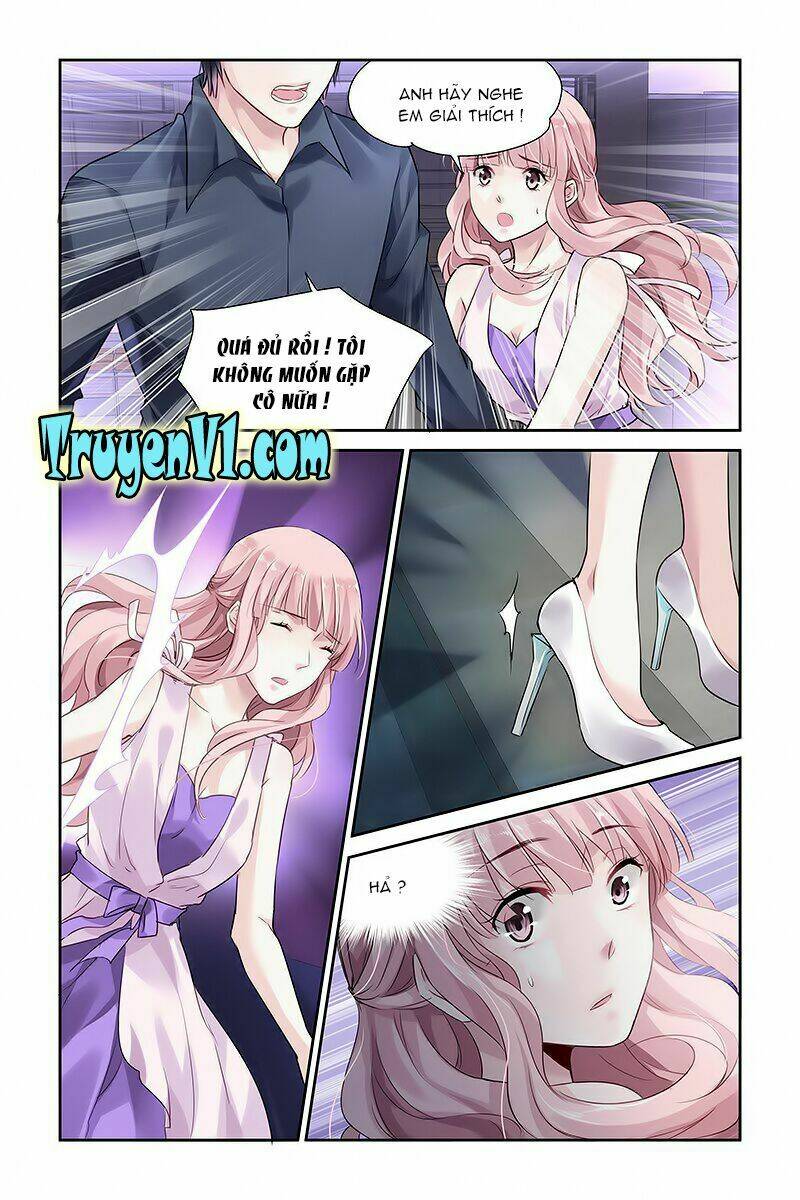 ANH HÃY NGHE
EM GIẢI THÍCH !
QUÁ ĐỦ RỒI ! TÔI
KHÔNG MUỐN GẶP
CÔ NỮA !
TruyenV1.com
HẢ ?